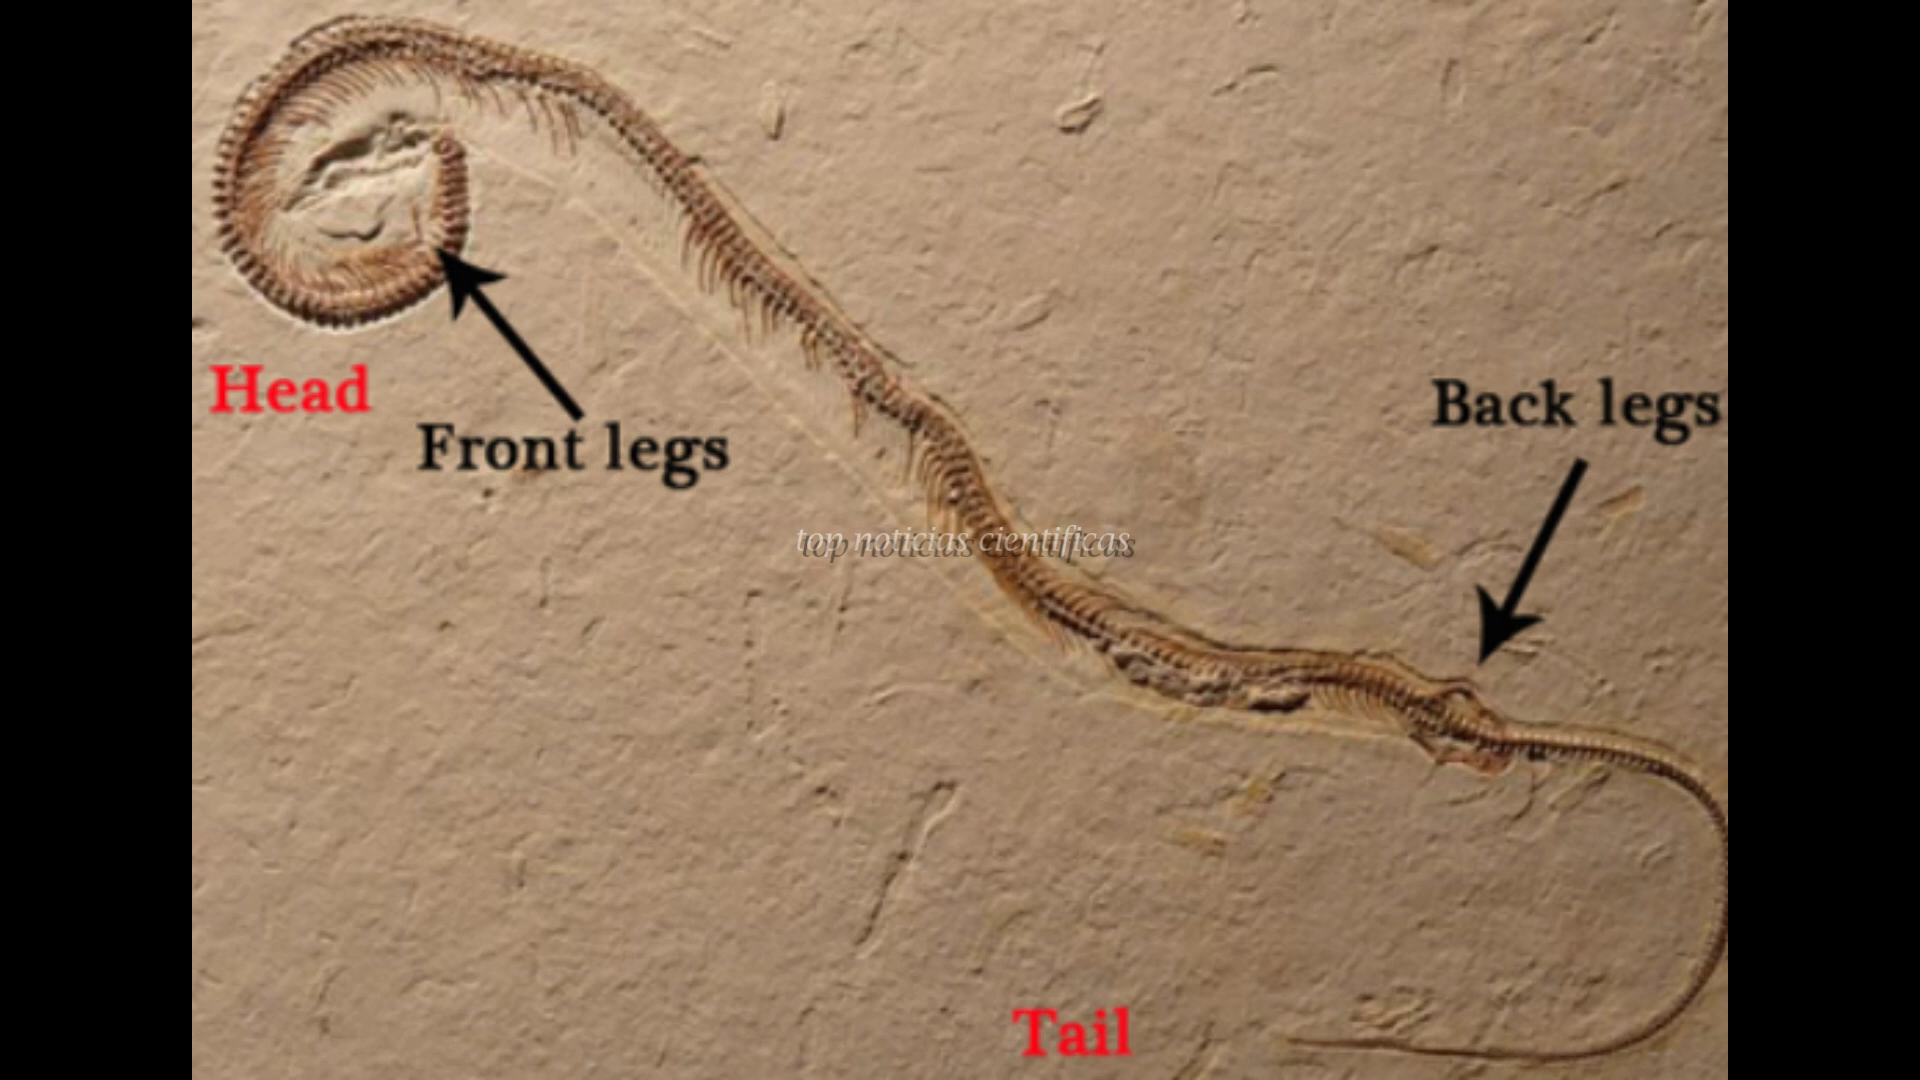 Head
Front legs
Back legs
top noticias cientificas
Tail